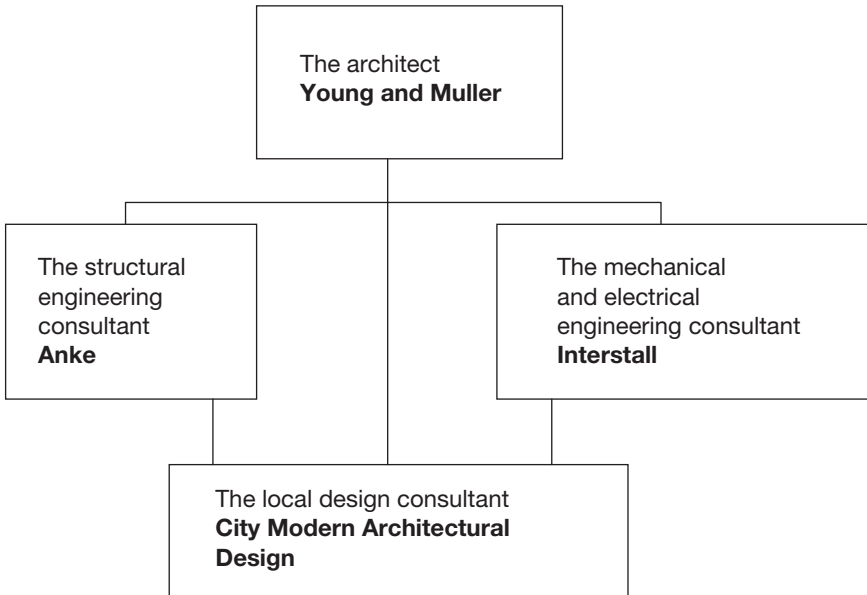 The architect
Young and Muller
The structural
engineering
consultant
Anke
The mechanical
and electrical
engineering consultant
Interstall
The local design consultant
City Modern Architectural
Design